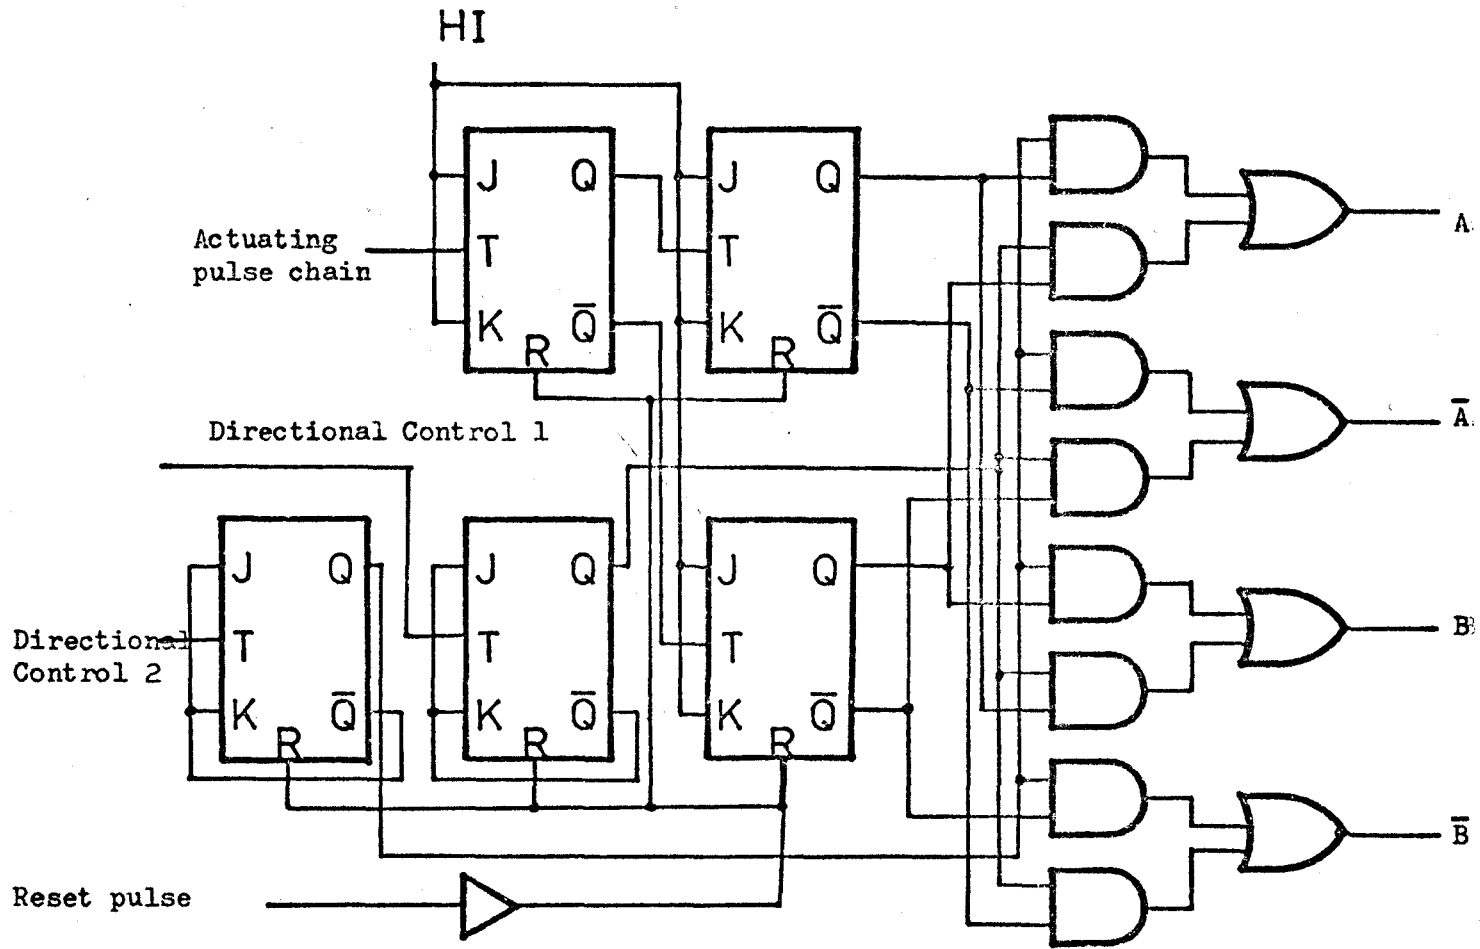 HI
J Q
T
K Q̅
R
J Q
T
K Q̅
R
Actuating
pulse chain
A
A̅
Directional Control 1
J Q
T
K Q̅
R
J Q
T
K Q̅
R
J Q
T
K Q̅
R
Directional
Control 2
B
B̅
Reset pulse